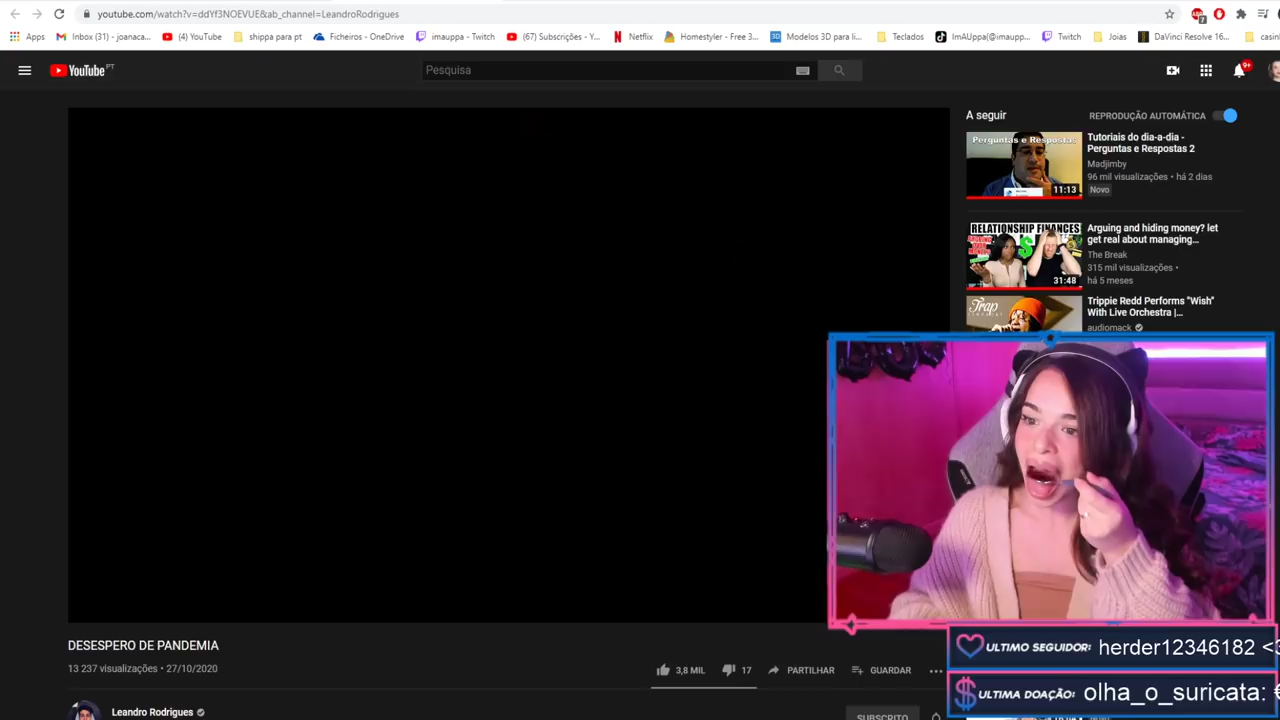 youtube.com/watch?v=ddYf3NOEVUE&ab_channel=LeandroRodrigues
Apps
Inbox (31) - joanaca...
(4) YouTube
shippa para pt
Ficheiros - OneDrive
imauppa - Twitch
(67) Subscrições - Y...
Netflix
Homestyler - Free 3...
Modelos 3D para li...
Teclados
ImAUppa(@imaupp...
Twitch
Joias
DaVinci Resolve 16...
casinh
YouTube PT
Pesquisa
9+
A seguir
REPRODUÇÃO AUTOMÁTICA
Perguntas e Respostas
11:13
Tutoriais do dia-a-dia -
Perguntas e Respostas 2
Madjimby
96 mil visualizações • há 2 dias
Novo
RELATIONSHIP FINANCES
31:48
Arguing and hiding money? let
get real about managing...
The Break
315 mil visualizações •
há 5 meses
Trap
Trippie Redd Performs "Wish"
With Live Orchestra |...
audiomack
DESESPERO DE PANDEMIA
13 237 visualizações • 27/10/2020
3,8 MIL
17
PARTILHAR
GUARDAR
Leandro Rodrigues
SUBSCRITO
ULTIMO SEGUIDOR: herder12346182 <3
ULTIMA DOAÇÃO: olha_o_suricata: €